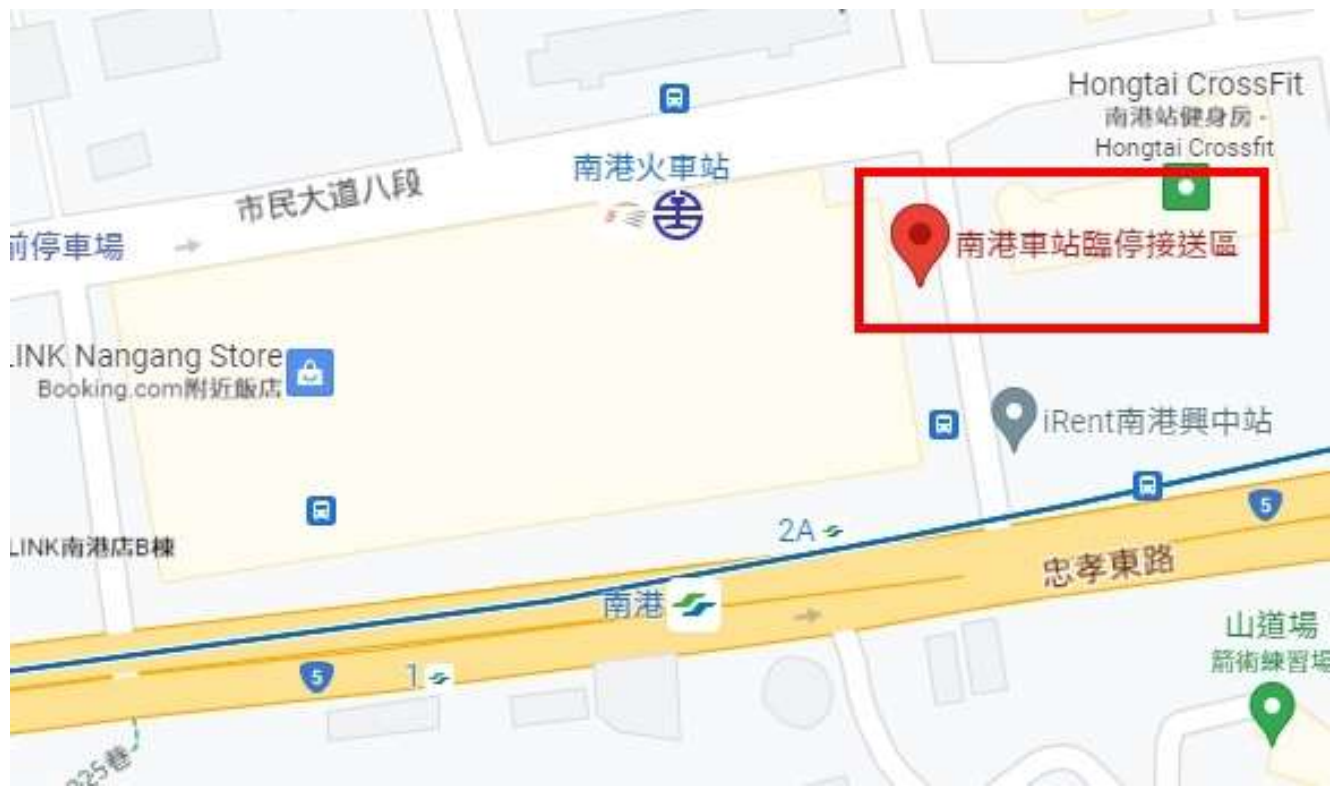 Hongtai CrossFit
南港站健身房 -
Hongtai Crossfit
南港火車站
市民大道八段
前停車場
南港車站臨停接送區
LINK Nangang Store
Booking.com附近飯店
iRent南港興中站
5
2A
LINK南港店B棟
忠孝東路
南港
山道場
箭術練習場
5
1
325巷